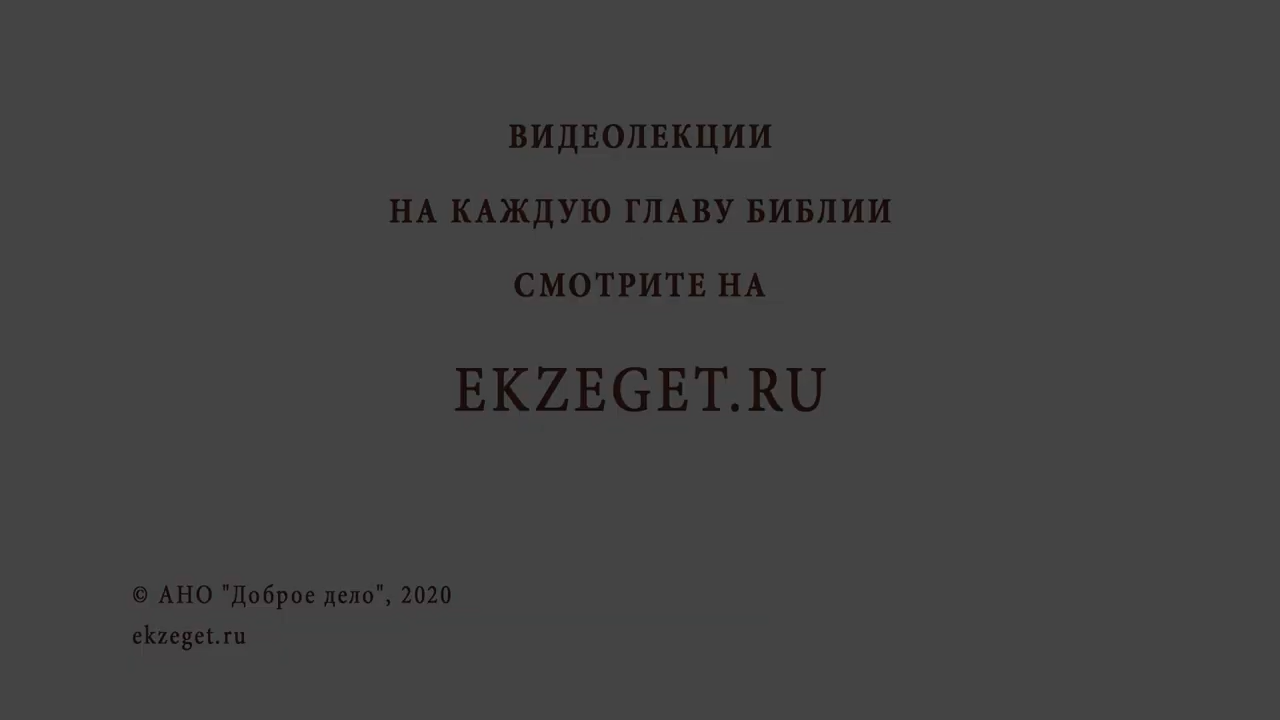 ВИДЕОЛЕКЦИИ
НА КАЖДУЮ ГЛАВУ БИБЛИИ
СМОТРИТЕ НА
EKZEGET.RU
© АНО "Доброе дело", 2020
ekzeget.ru